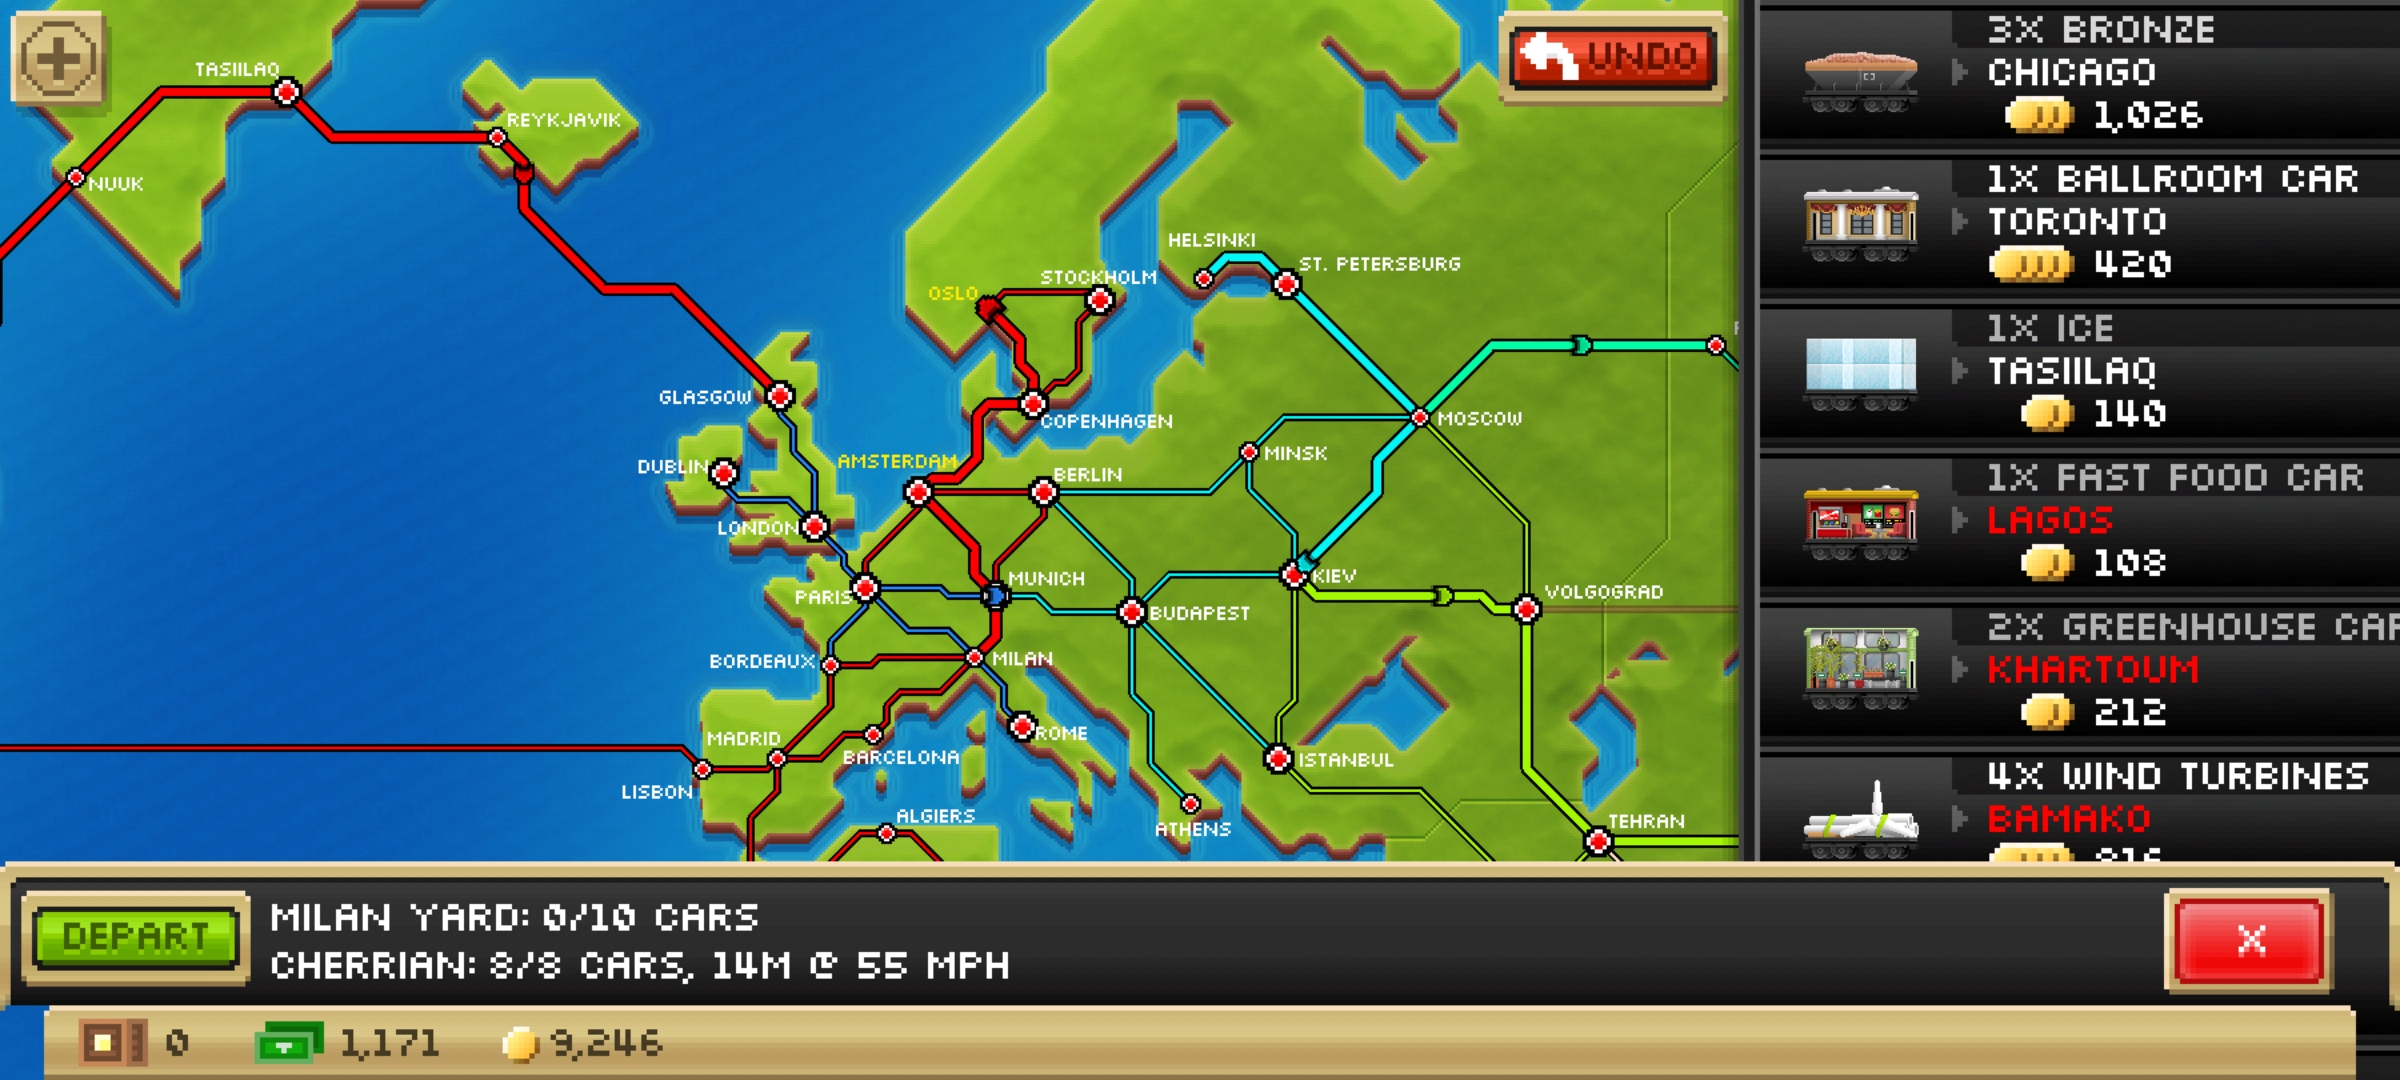 TASIILAQ
REYKJAVIK
NUUK
UNDO
HELSINKI
ST. PETERSBURG
STOCKHOLM
OSLO
GLASGOW
COPENHAGEN
MOSCOW
DUBLIN
AMSTERDAM
BERLIN
MINSK
LONDON
MUNICH
KIEV
PARIS
BUDAPEST
VOLGOGRAD
BORDEAUX
MILAN
MADRID
BARCELONA
ROME
ISTANBUL
LISBON
ALGIERS
ATHENS
TEHRAN
3X BRONZE
CHICAGO
1,026
1X BALLROOM CAR
TORONTO
420
1X ICE
TASIILAQ
140
1X FAST FOOD CAR
LAGOS
108
2X GREENHOUSE CAR
KHARTOUM
212
4X WIND TURBINES
BAMAKO
DEPART
MILAN YARD: 0/10 CARS
CHERRIAN: 8/8 CARS, 14M @ 55 MPH
X
0
1,171
9,246